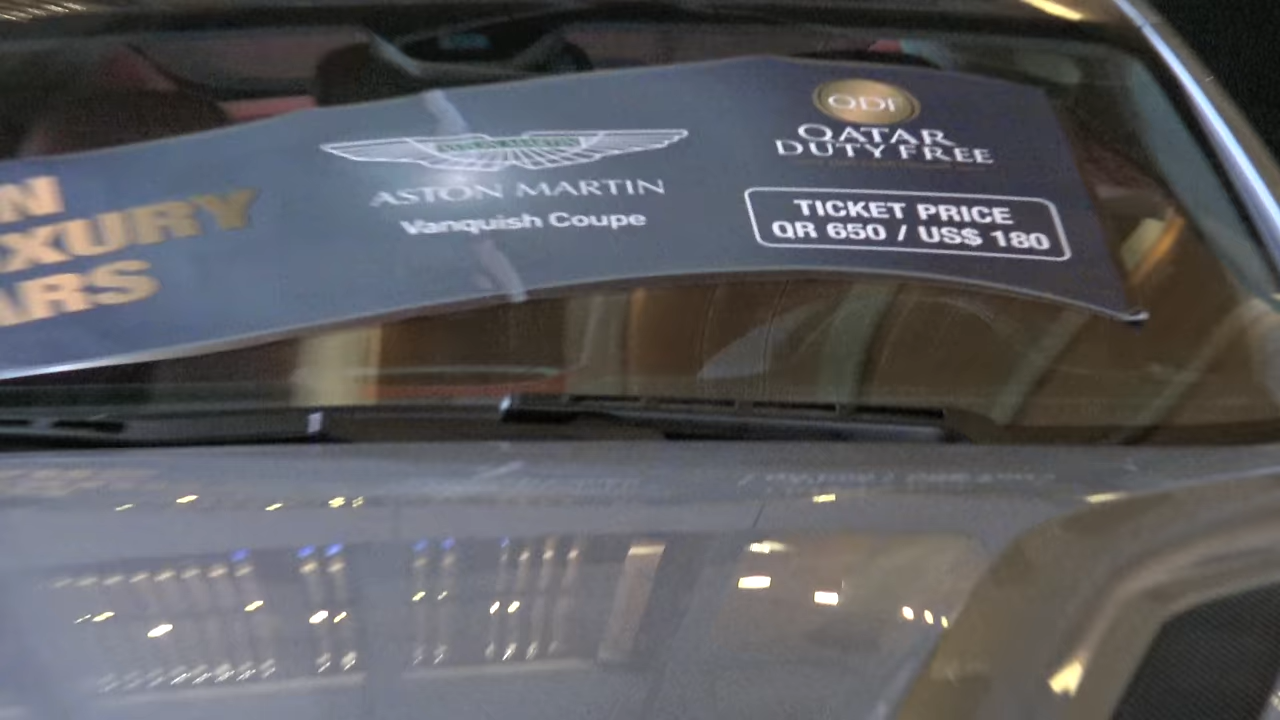 N
XURY
ARS
ASTON MARTIN
Vanquish Coupe
QDF
QATAR
DUTY FREE
TICKET PRICE
QR 650 / US$ 180